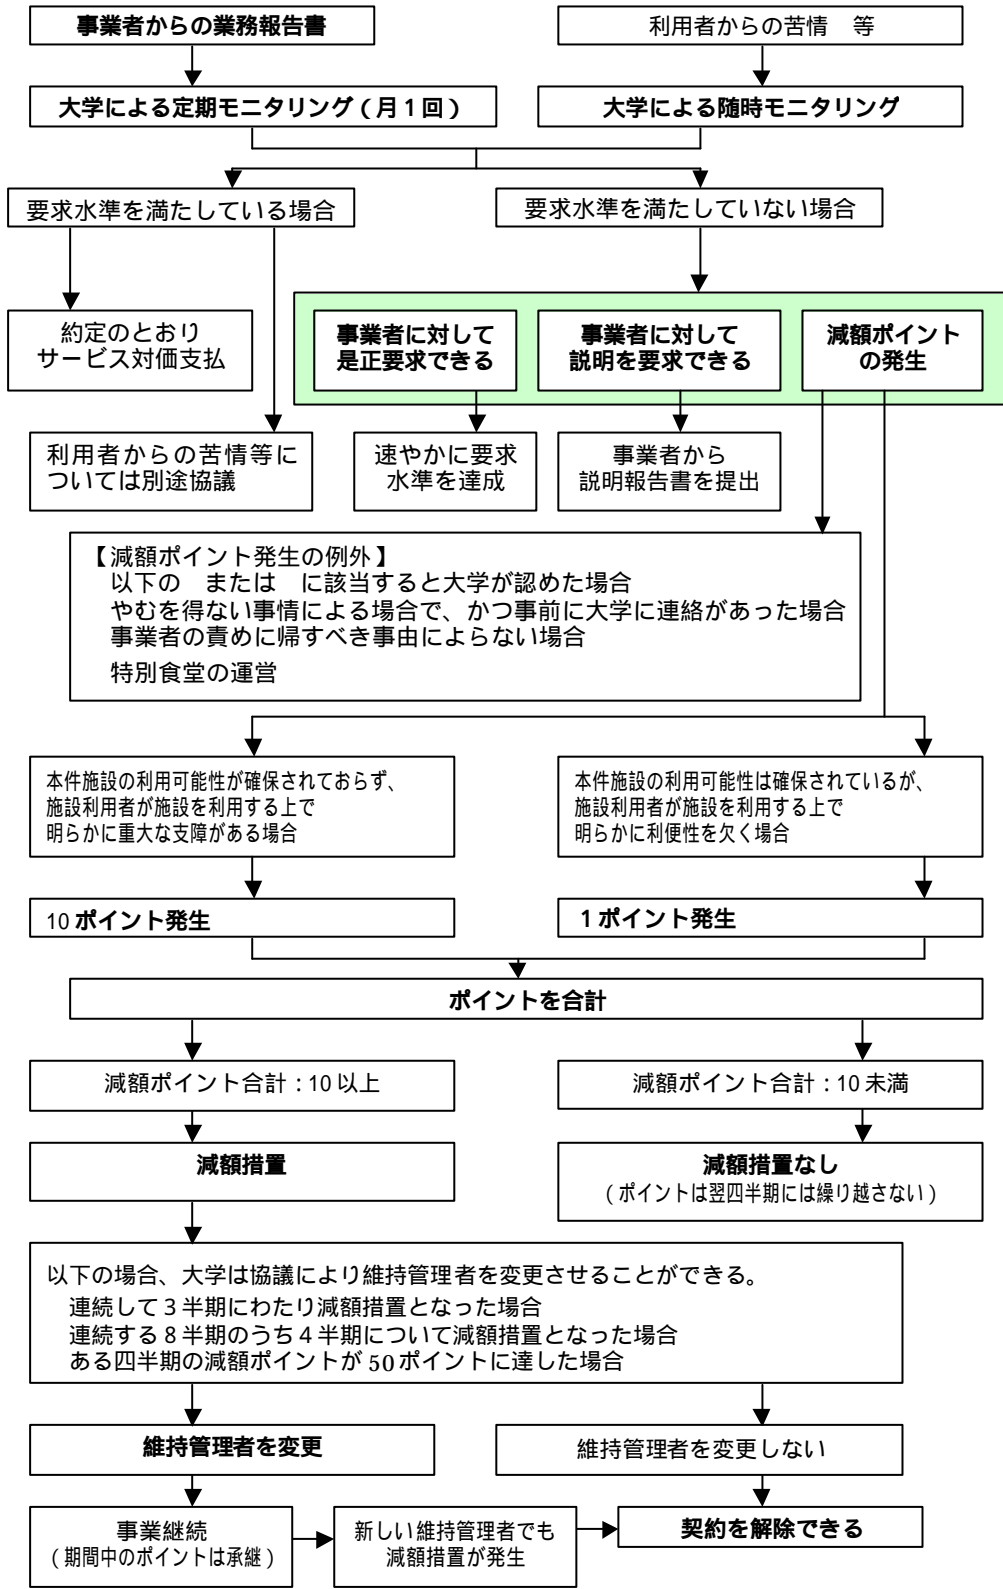 事業者からの業務報告書
利用者からの苦情　等
大学による定期モニタリング（月１回）
大学による随時モニタリング
要求水準を満たしている場合
要求水準を満たしていない場合
約定のとおり
サービス対価支払
事業者に対して
是正要求できる
事業者に対して
説明を要求できる
減額ポイント
の発生
利用者からの苦情等に
ついては別途協議
速やかに要求
水準を達成
事業者から
説明報告書を提出
【減額ポイント発生の例外】
以下の　または　に該当すると大学が認めた場合
やむを得ない事情による場合で、かつ事前に大学に連絡があった場合
事業者の責めに帰すべき事由によらない場合
特別食堂の運営
本件施設の利用可能性が確保されておらず、
施設利用者が施設を利用する上で
明らかに重大な支障がある場合
本件施設の利用可能性は確保されているが、
施設利用者が施設を利用する上で
明らかに利便性を欠く場合
10 ポイント発生
１ポイント発生
ポイントを合計
減額ポイント合計：10 以上
減額ポイント合計：10 未満
減額措置
減額措置なし
（ポイントは翌四半期には繰り越さない）
以下の場合、大学は協議により維持管理者を変更させることができる。
連続して３半期にわたり減額措置となった場合
連続する８半期のうち４半期について減額措置となった場合
ある四半期の減額ポイントが 50 ポイントに達した場合
維持管理者を変更
維持管理者を変更しない
事業継続
（期間中のポイントは承継）
新しい維持管理者でも
減額措置が発生
契約を解除できる